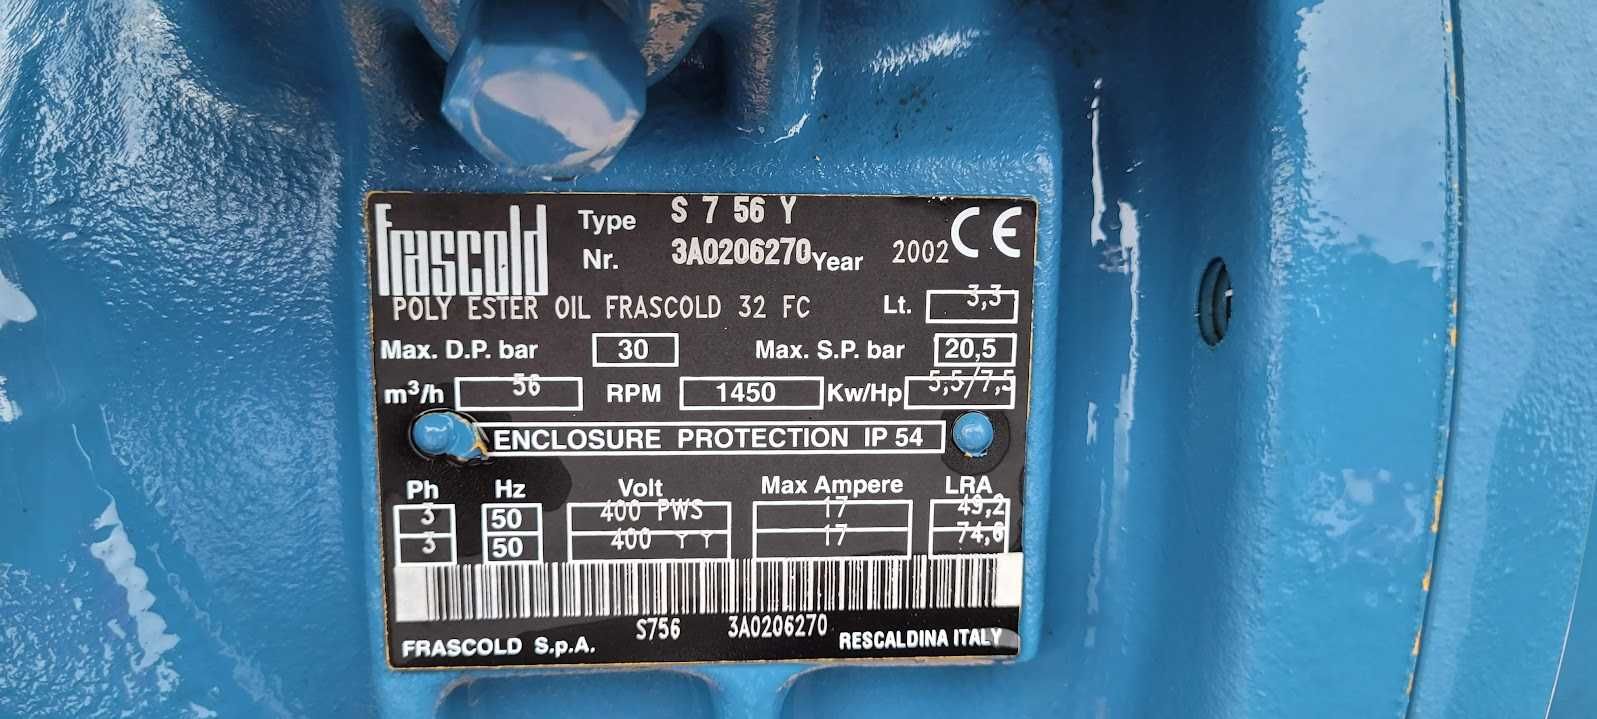 Frascold
Type S 7 56 Y
Nr. 3A0206270 Year 2002 CE
POLY ESTER OIL FRASCOLD 32 FC Lt. 3,3
Max. D.P. bar 30 Max. S.P. bar 20,5
m³/h 56 RPM 1450 Kw/Hp 5,5/7,5
ENCLOSURE PROTECTION IP 54
Ph Hz Volt Max Ampere LRA
3 50 400 PWS 17 49,2
3 50 400 Y Y 17 74,6
S756 3A0206270
FRASCOLD S.p.A. RESCALDINA ITALY